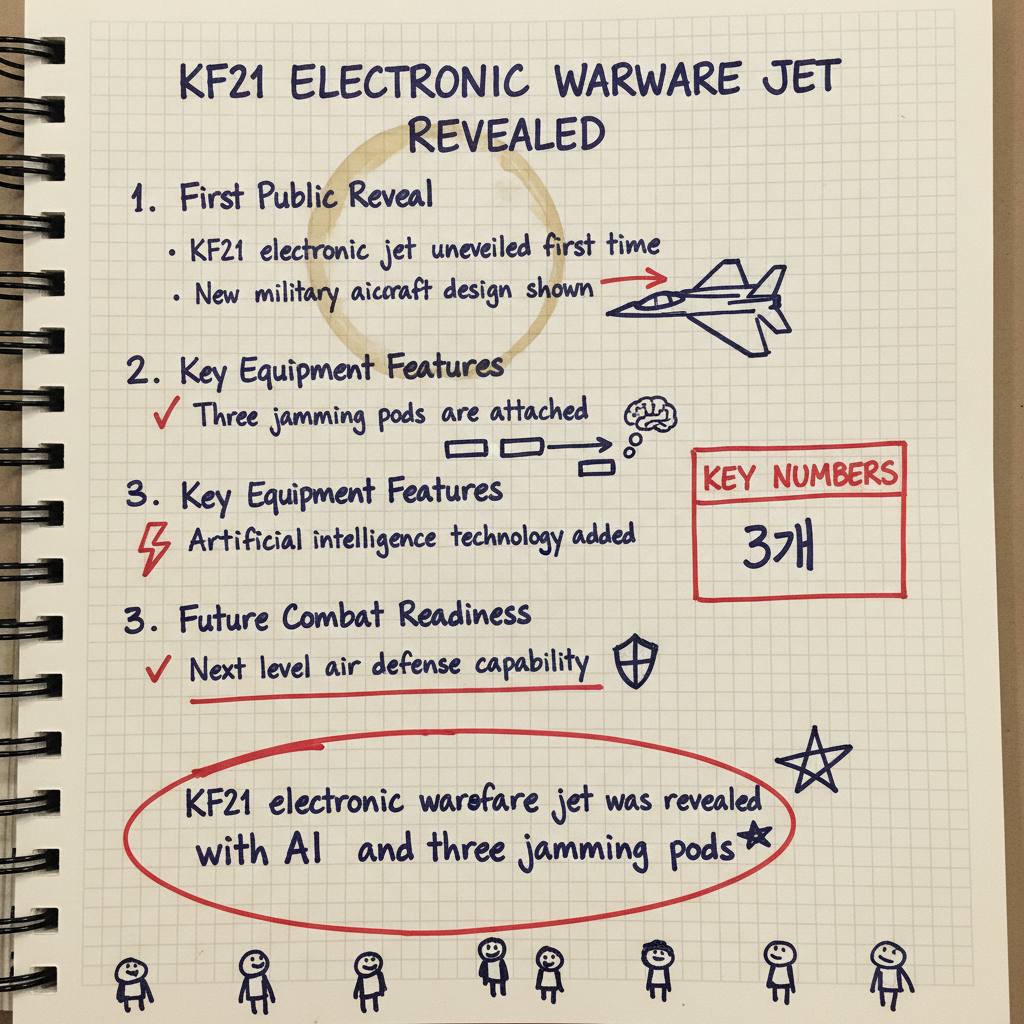 KF21 ELECTRONIC WARWARE JET
REVEALED
1. First Public Reveal
• KF21 electronic jet uneveiled first time
• New military aiccraft design shown
2. Key Equipment Features
Three jamming pods are attached
3. Key Equipment Features
Artificial intelligence technology added
KEY NUMBERS
3개
3. Future Combat Readiness
Next level air defense capability
KF21 electronic warefare jet was revealed
with AI and three jamming pods